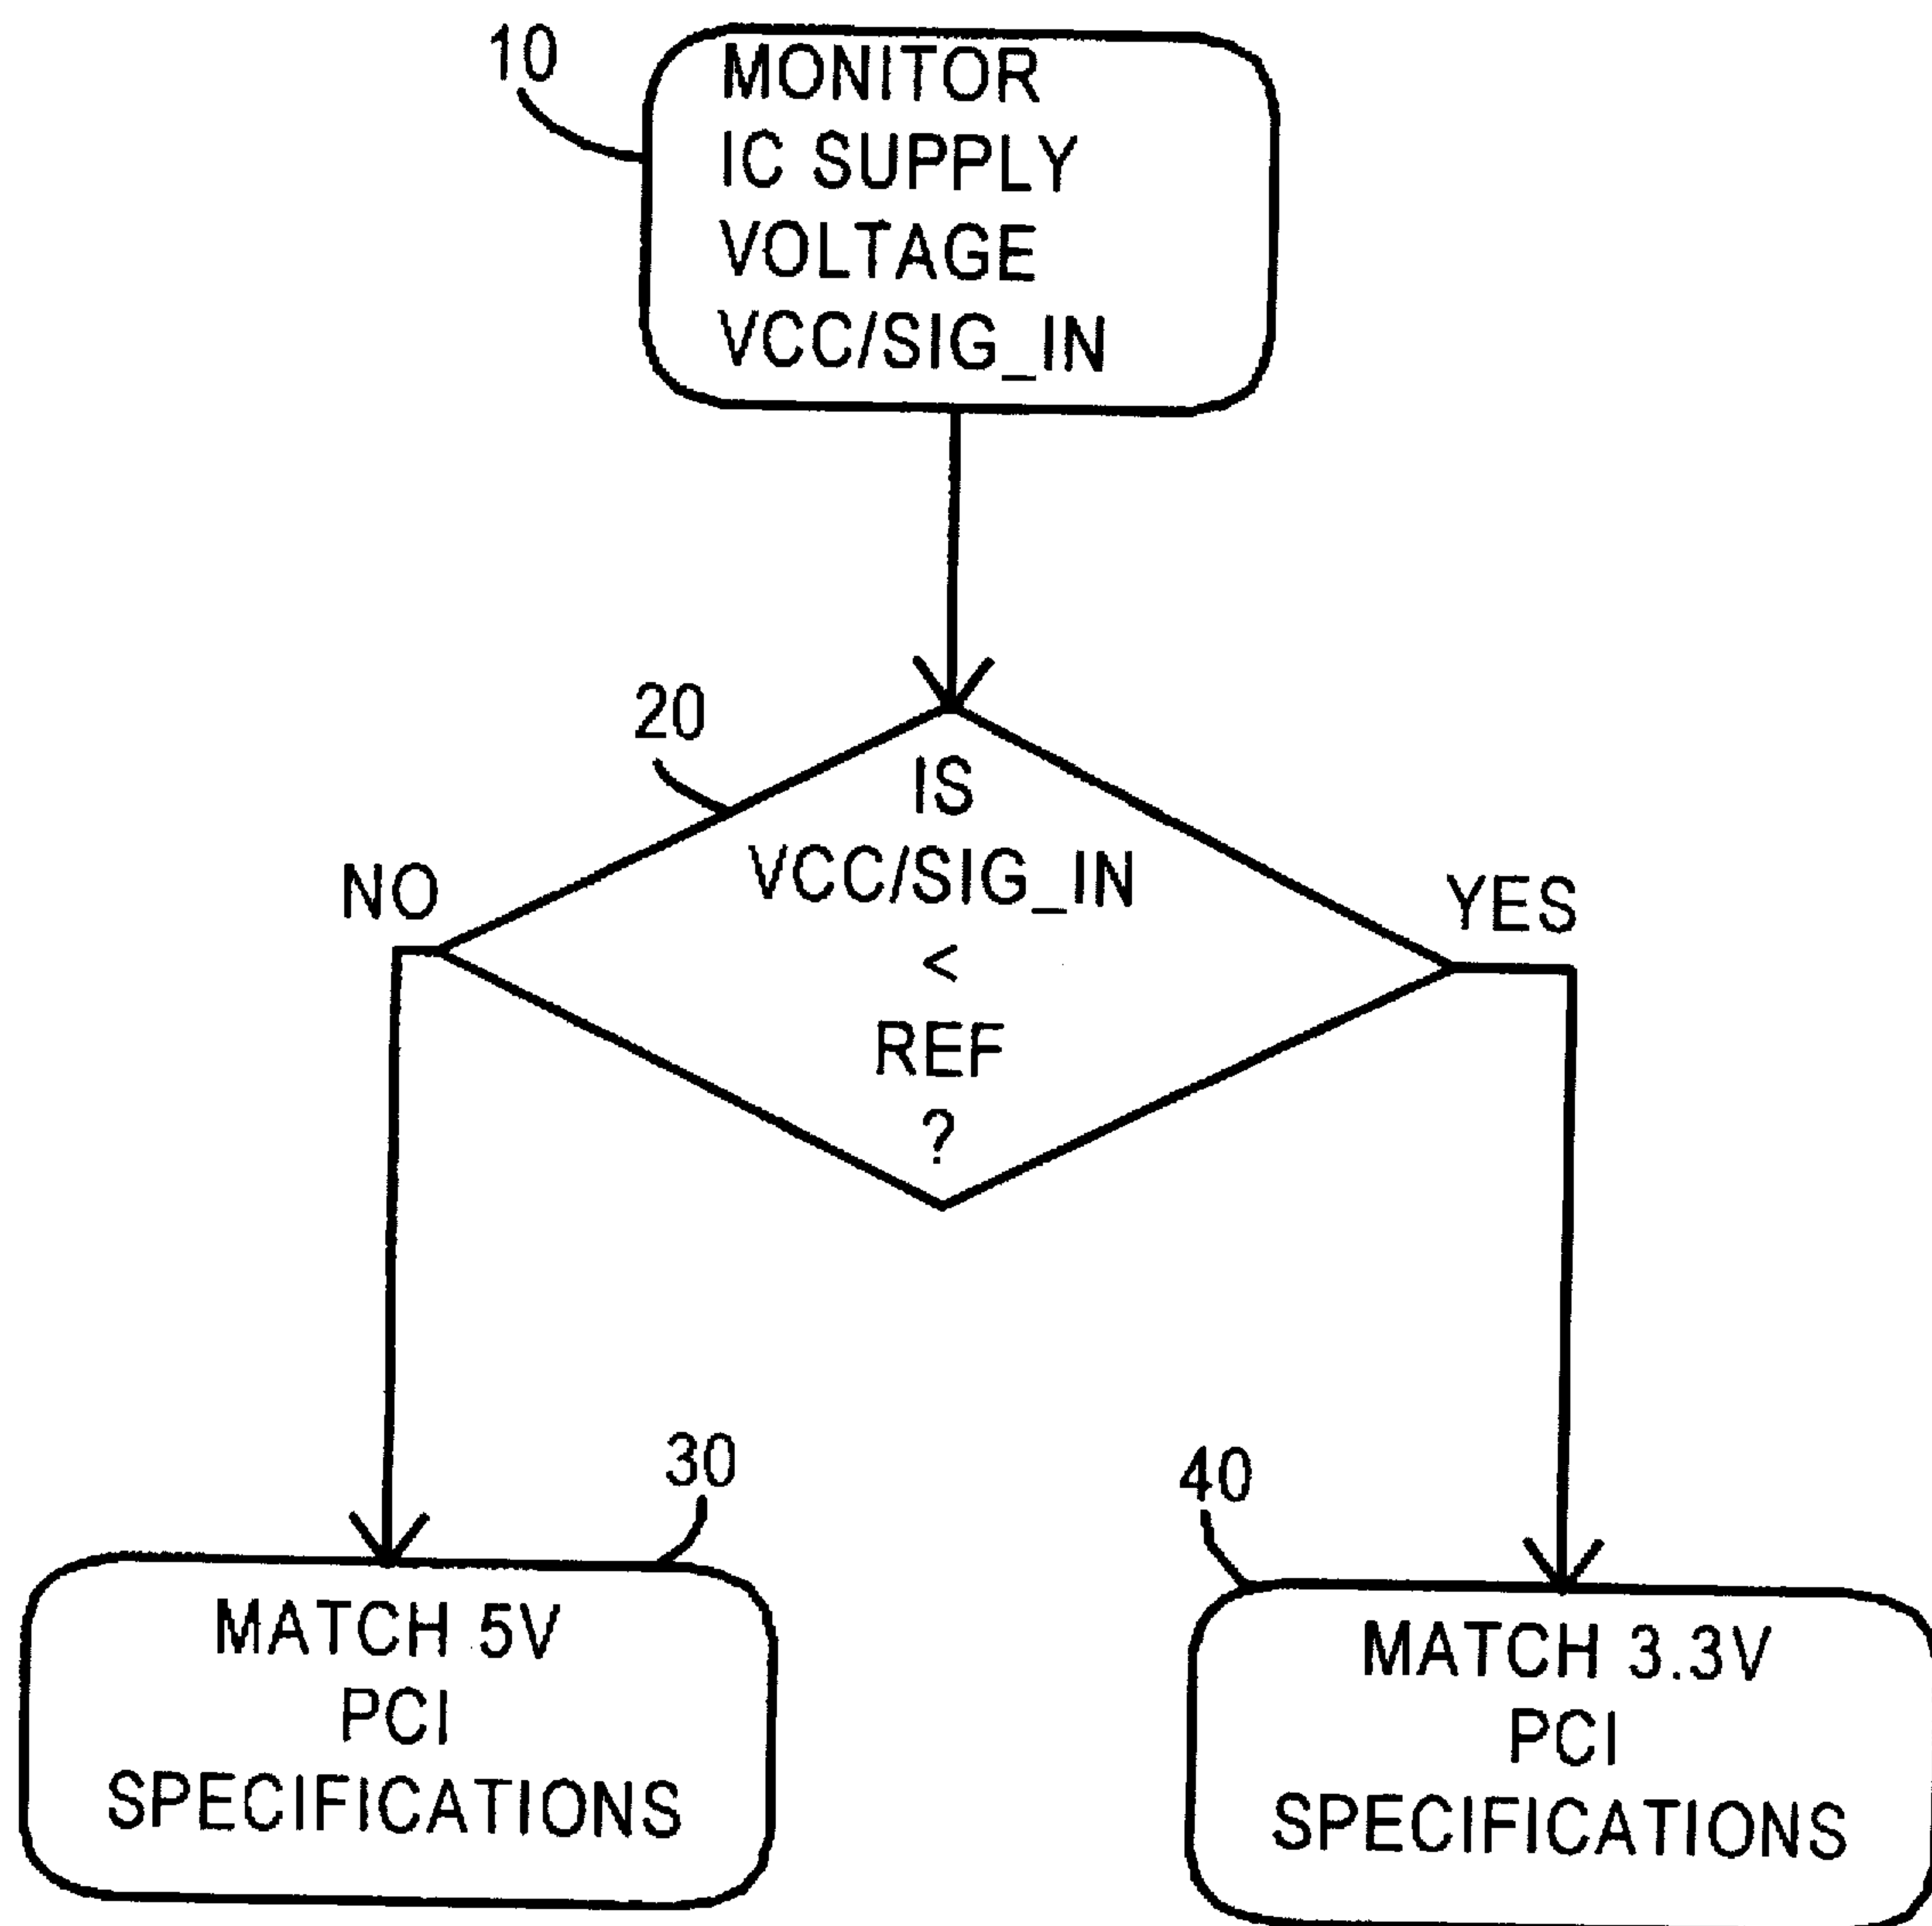 10
MONITOR
IC SUPPLY
VOLTAGE
VCC/SIG_IN
20
IS
VCC/SIG_IN
<
REF
?
NO
YES
30
MATCH 5V
PCI
SPECIFICATIONS
40
MATCH 3.3V
PCI
SPECIFICATIONS